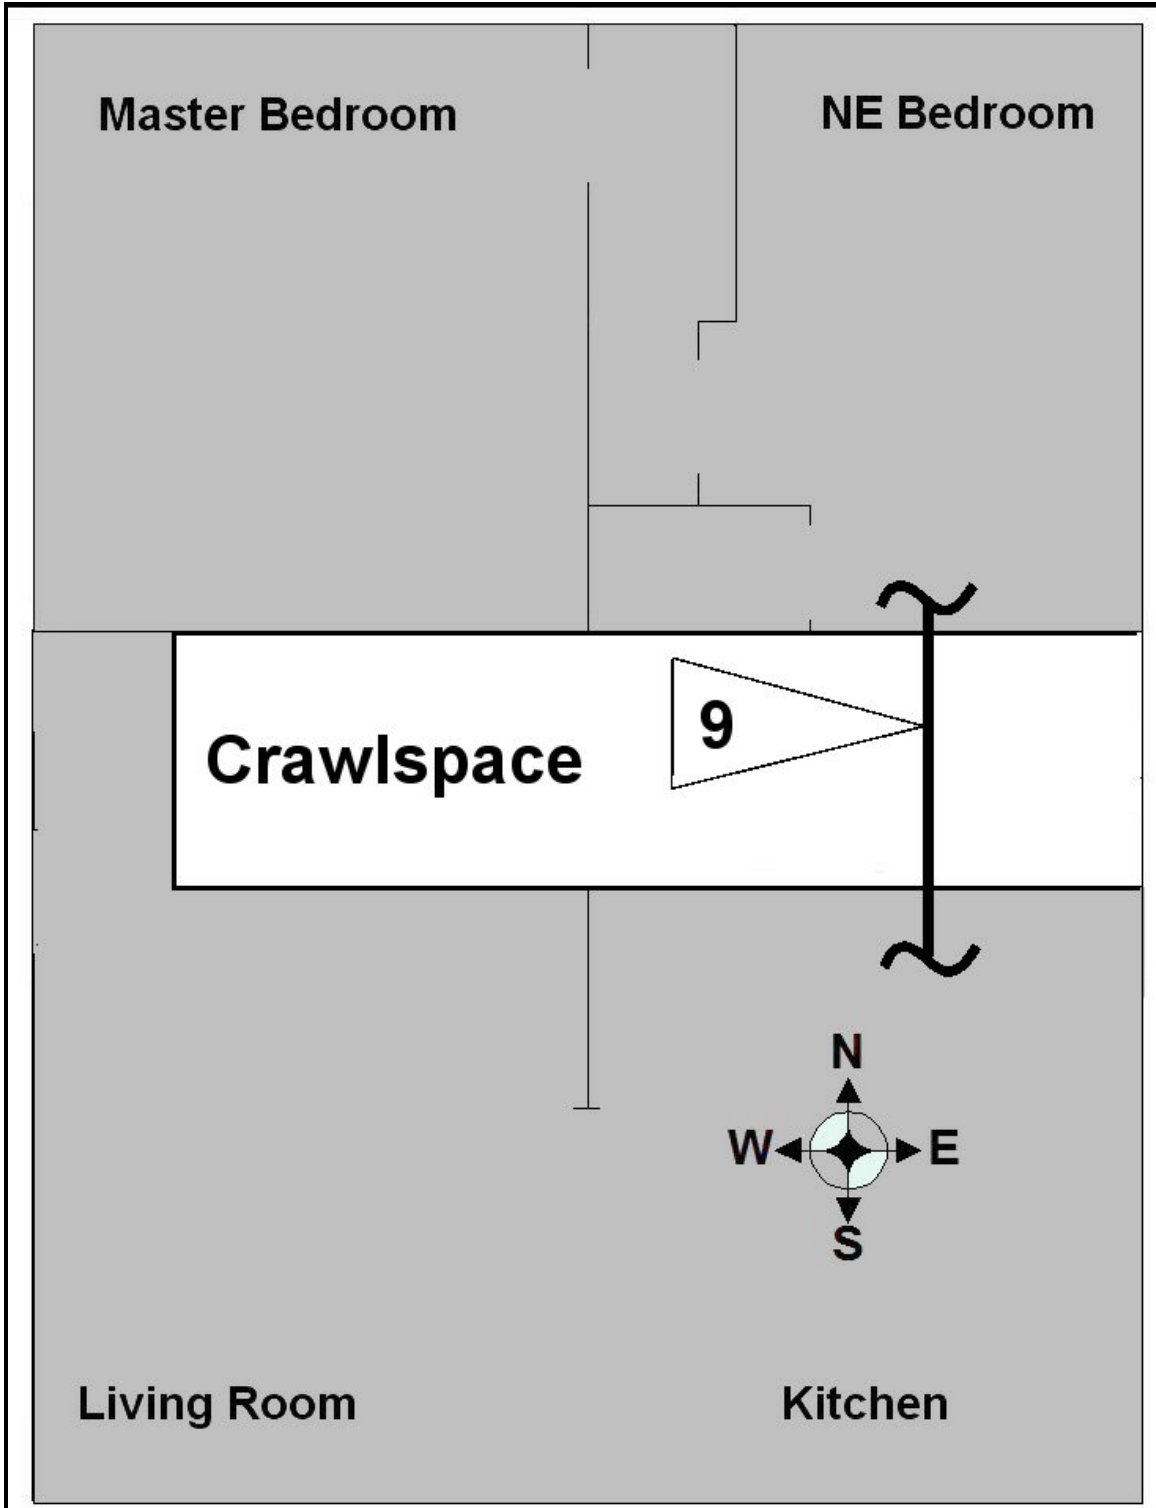 Master Bedroom
NE Bedroom
9
Crawlspace
N
W E
S
Living Room
Kitchen